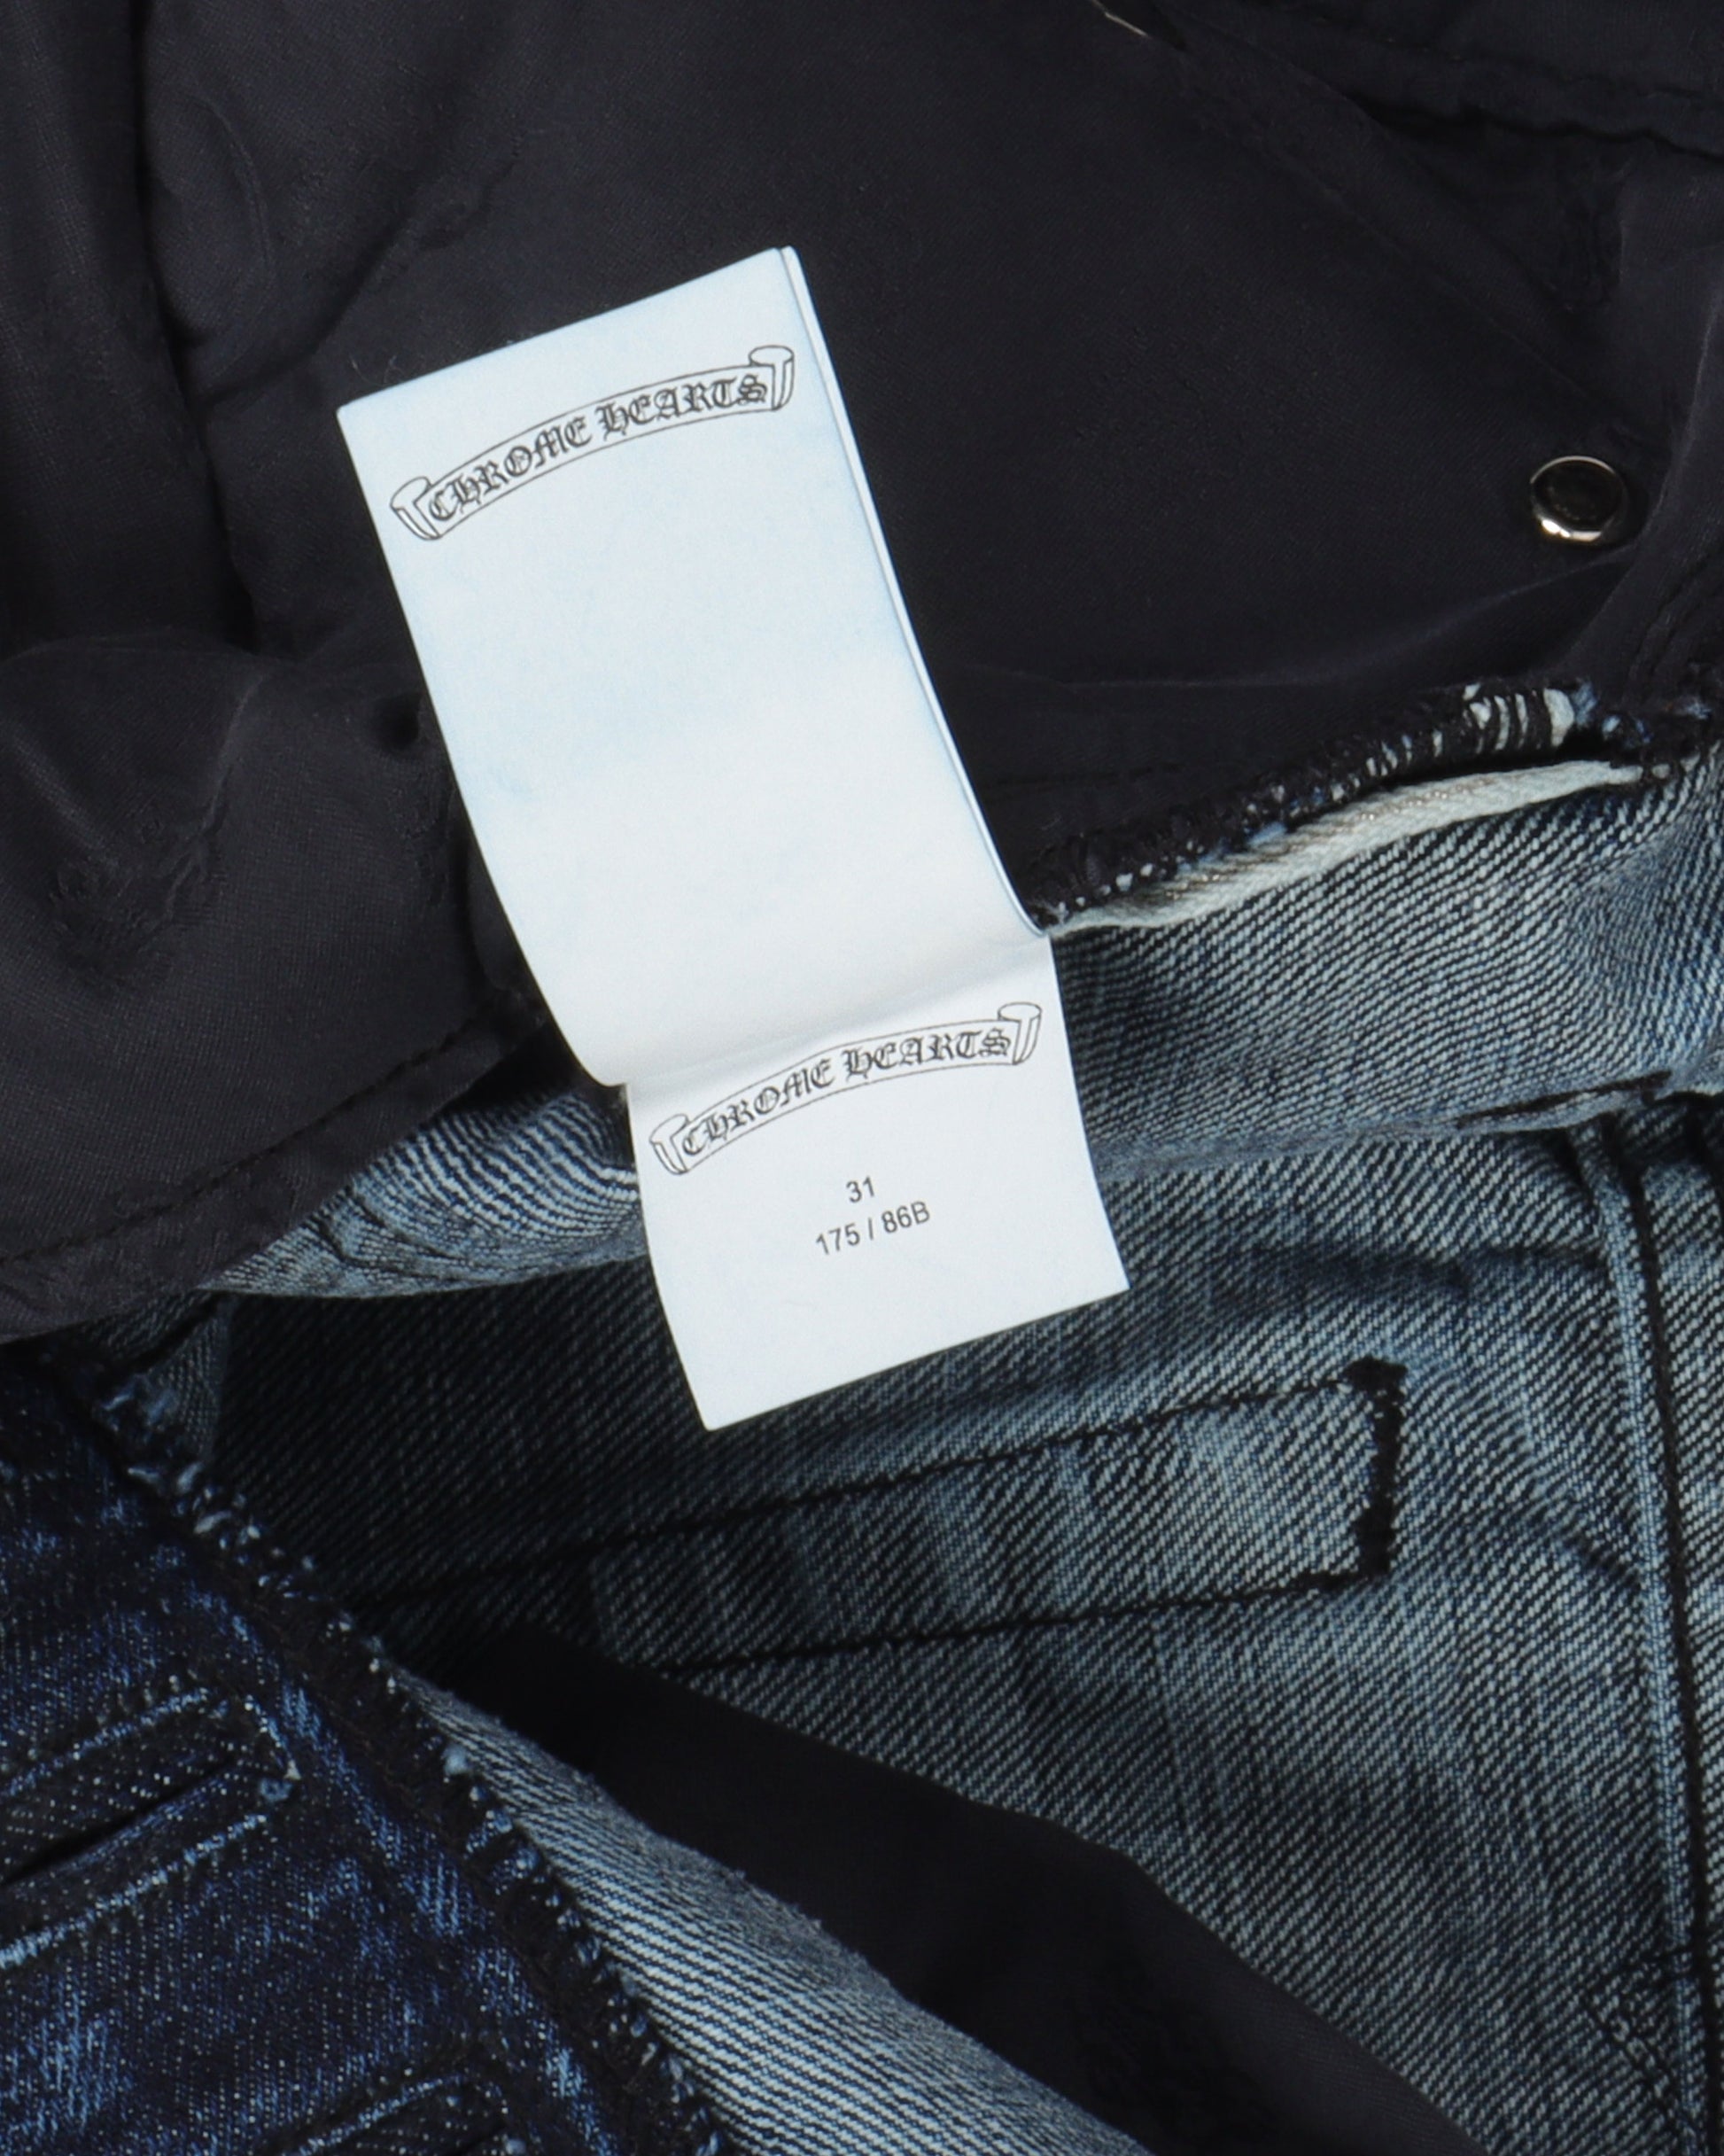 CHROME HEARTS
CHROME HEARTS
31
175 / 86B